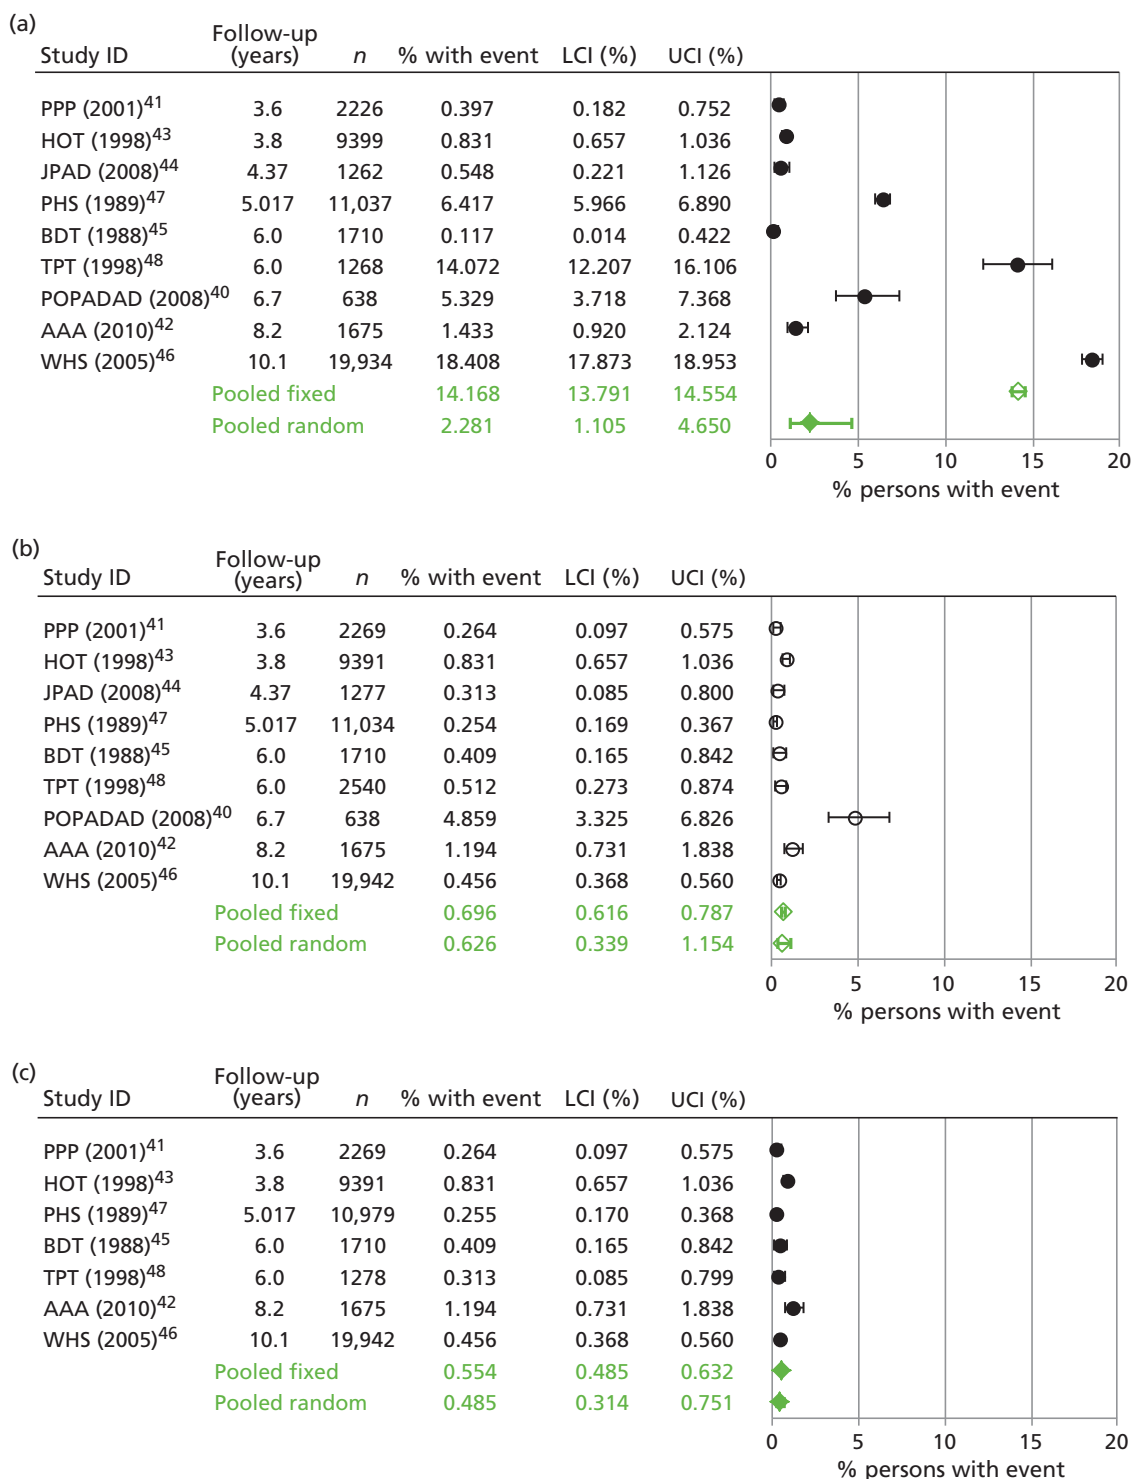 (a)
Study ID Follow-up (years) n % with event LCI (%) UCI (%)
PPP (2001)41 3.6 2226 0.397 0.182 0.752
HOT (1998)43 3.8 9399 0.831 0.657 1.036
JPAD (2008)44 4.37 1262 0.548 0.221 1.126
PHS (1989)47 5.017 11,037 6.417 5.966 6.890
BDT (1988)45 6.0 1710 0.117 0.014 0.422
TPT (1998)48 6.0 1268 14.072 12.207 16.106
POPADAD (2008)40 6.7 638 5.329 3.718 7.368
AAA (2010)42 8.2 1675 1.433 0.920 2.124
WHS (2005)46 10.1 19,934 18.408 17.873 18.953
Pooled fixed 14.168 13.791 14.554
Pooled random 2.281 1.105 4.650
0 5 10 15 20
% persons with event
(b)
Study ID Follow-up (years) n % with event LCI (%) UCI (%)
PPP (2001)41 3.6 2269 0.264 0.097 0.575
HOT (1998)43 3.8 9391 0.831 0.657 1.036
JPAD (2008)44 4.37 1277 0.313 0.085 0.800
PHS (1989)47 5.017 11,034 0.254 0.169 0.367
BDT (1988)45 6.0 1710 0.409 0.165 0.842
TPT (1998)48 6.0 2540 0.512 0.273 0.874
POPADAD (2008)40 6.7 638 4.859 3.325 6.826
AAA (2010)42 8.2 1675 1.194 0.731 1.838
WHS (2005)46 10.1 19,942 0.456 0.368 0.560
Pooled fixed 0.696 0.616 0.787
Pooled random 0.626 0.339 1.154
0 5 10 15 20
% persons with event
(c)
Study ID Follow-up (years) n % with event LCI (%) UCI (%)
PPP (2001)41 3.6 2269 0.264 0.097 0.575
HOT (1998)43 3.8 9391 0.831 0.657 1.036
PHS (1989)47 5.017 10,979 0.255 0.170 0.368
BDT (1988)45 6.0 1710 0.409 0.165 0.842
TPT (1998)48 6.0 1278 0.313 0.085 0.799
AAA (2010)42 8.2 1675 1.194 0.731 1.838
WHS (2005)46 10.1 19,942 0.456 0.368 0.560
Pooled fixed 0.554 0.485 0.632
Pooled random 0.485 0.314 0.751
0 5 10 15 20
% persons with event